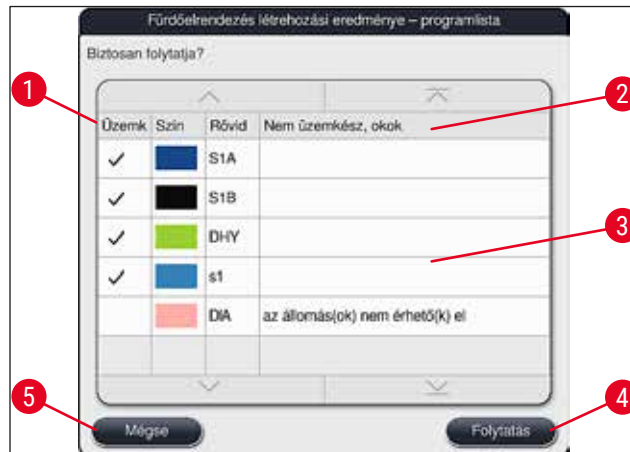 Fürdőelrendezés létrehozási eredménye – programlista
Biztosan folytatja?
1
2
Üzemk Szín Rövid Nem üzemkész, okok
S1A
S1B
DHY
3
s1
DIA az állomás(ok) nem érhető(k) el
5
4
Mégse Folytatás